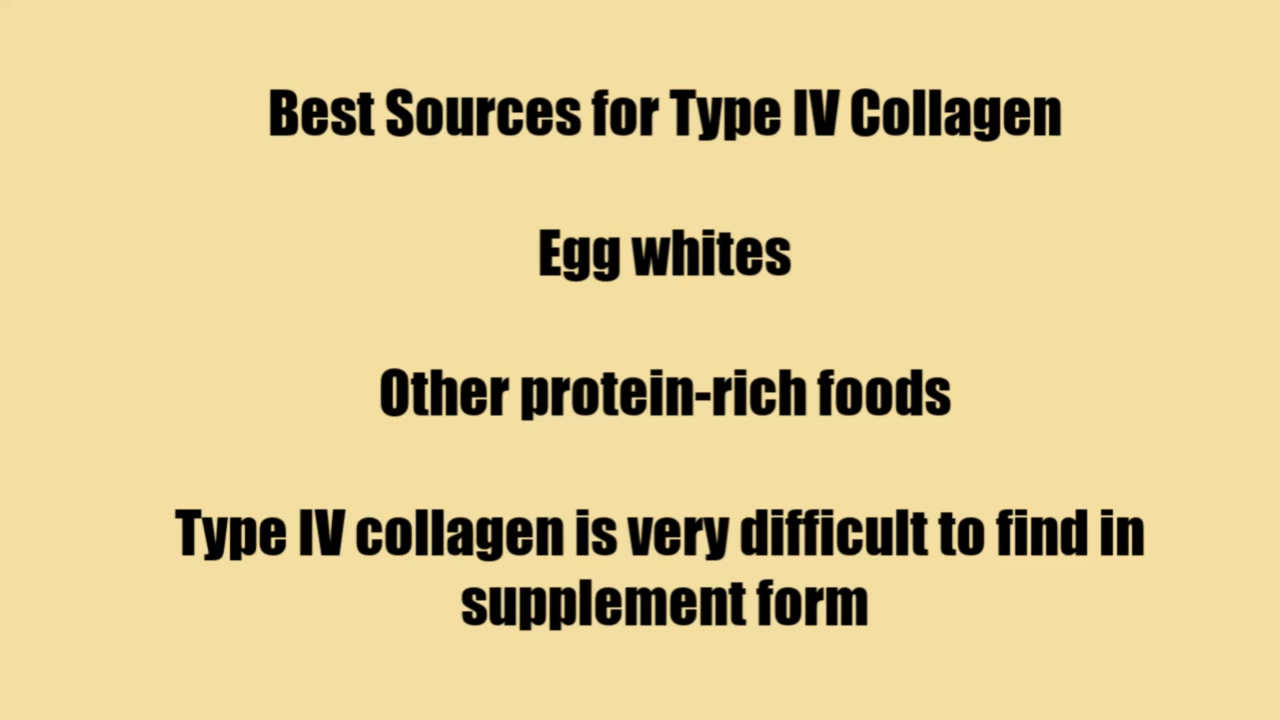 Best Sources for Type IV Collagen
Egg whites
Other protein-rich foods
Type IV collagen is very difficult to find in
supplement form